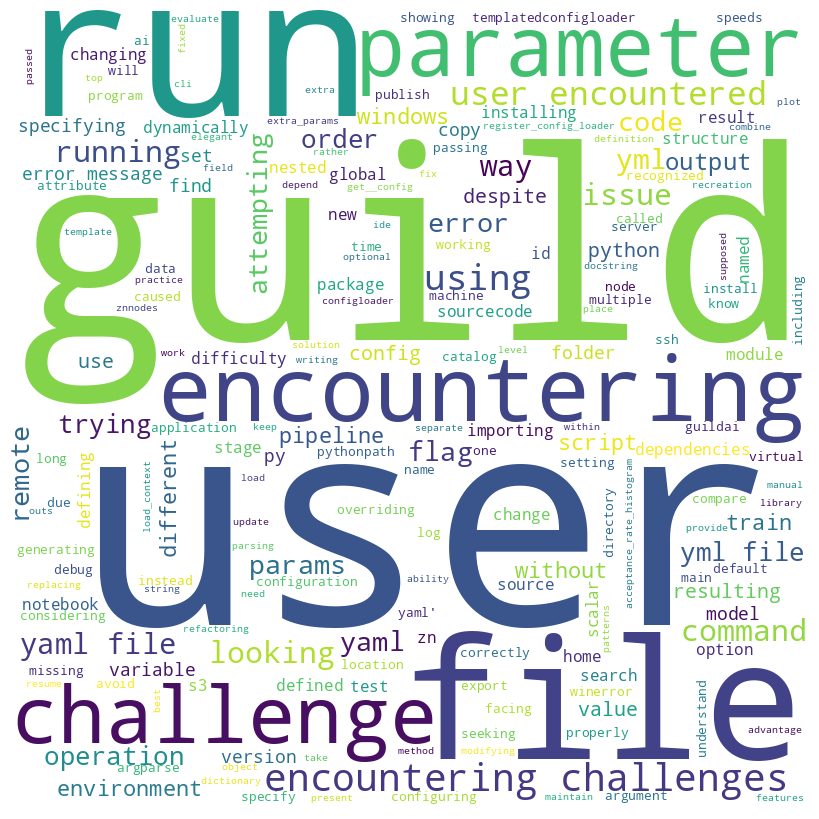 run
parameter
guild
user
file
encountering
challenge
encountering challenges
evaluate
fixed
showing
templatedconfigloader
speeds
passed
changing
ai
will
top
cli
program
extra
extra_params
publish
user encountered
plot
combine
specifying
dynamically
windows
installing
copy
register_config_loader
code
result
elegant
rather
passing
definition
structure
running
set
order
way
yml
output
error message
find
attempting
nested
global
field
depend
get__config
fix
recognized
recreation
attribute
despite
issue
new
called
template
ide
time
optional
error
working
id
docstring
server
python
supposed
named
data
practice
package
using
node
install
caused
znnodes
configloader
machine
sourcecode
multiple
know
including
solution
writing
place
ssh
use
work
difficulty
config
catalog
level
folder
module
trying
application
keep
separate
importing
within
guildai
remote
pipeline
flag
one
script
dependencies
long
stage
py
pythonpath
name
setting
virtual
due
defining
different
load_context
load
overriding
log
change
directory
acceptance_rate_histogram
compare
manual
library
outs
update
generating
parsing
provide
train
debug
params
without
main
replacing
instead
configuration
ability
source
default
yml file
notebook
string
need
scalar
resulting
considering
refactoring
yaml'
patterns
model
command
yaml file
looking
yaml
zn
correctly
home
option
missing
variable
location
search
understand
resume
avoid
best
s3
defined
test
export
winerror
value
facing
seeking
properly
advantage
operation
version
take
method
modifying
argparse
object
dictionary
environment
specify
present
configuring
maintain
argument
features